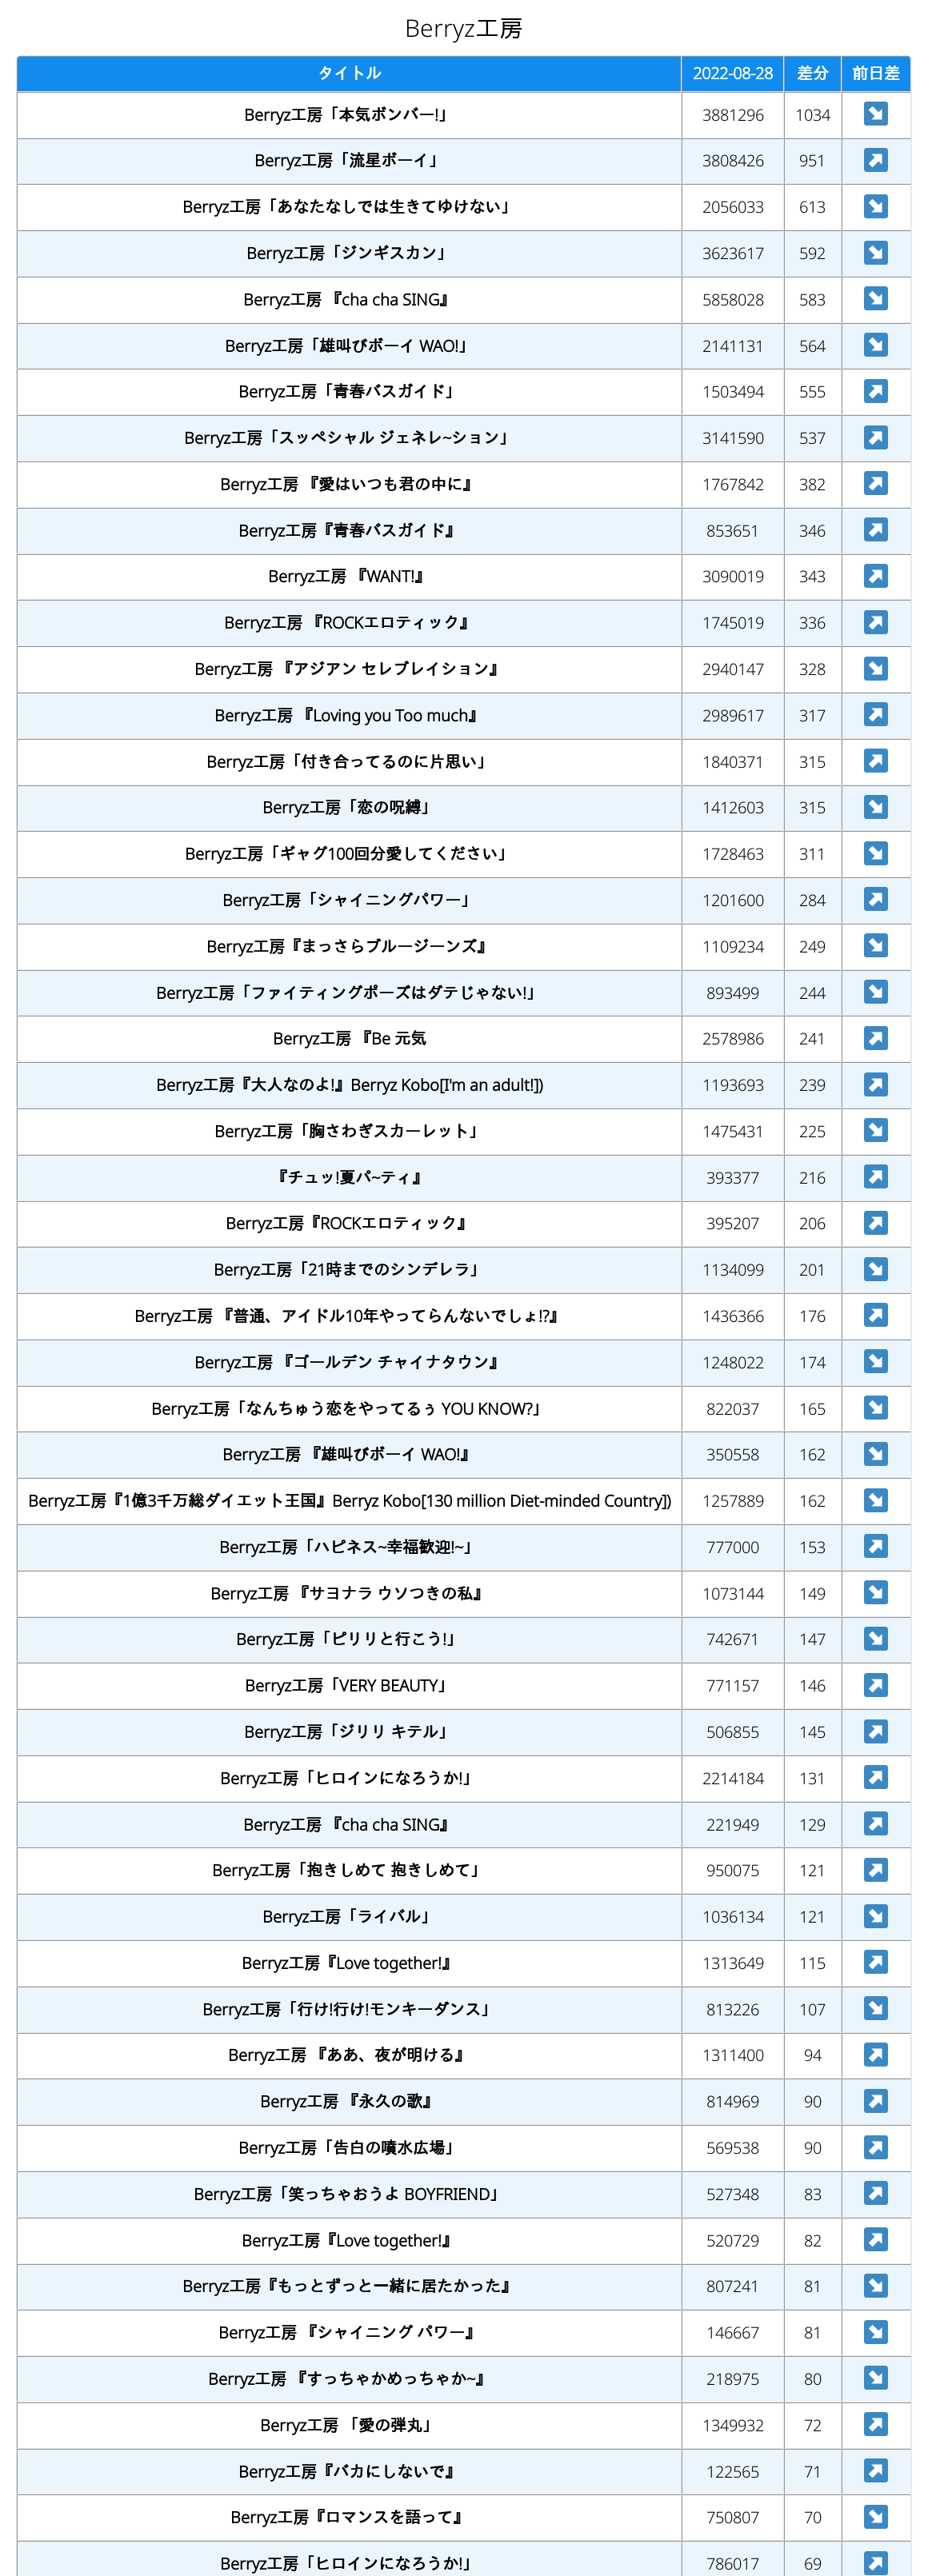 Berryz工房
タイトル 2022-08-28 差分 前日差
Berryz工房「本気ボンバー!」 3881296 1034 ↘
Berryz工房「流星ボーイ」 3808426 951 ↗
Berryz工房「あなたなしでは生きてゆけない」 2056033 613 ↘
Berryz工房「ジンギスカン」 3623617 592 ↘
Berryz工房 『cha cha SING』 5858028 583 ↘
Berryz工房「雄叫びボーイ WAO!」 2141131 564 ↘
Berryz工房「青春バスガイド」 1503494 555 ↗
Berryz工房「スッペシャル ジェネレ~ション」 3141590 537 ↗
Berryz工房 『愛はいつも君の中に』 1767842 382 ↗
Berryz工房『青春バスガイド』 853651 346 ↗
Berryz工房 『WANT!』 3090019 343 ↗
Berryz工房 『ROCKエロティック』 1745019 336 ↗
Berryz工房 『アジアン セレブレイション』 2940147 328 ↘
Berryz工房 『Loving you Too much』 2989617 317 ↗
Berryz工房「付き合ってるのに片思い」 1840371 315 ↗
Berryz工房「恋の呪縛」 1412603 315 ↘
Berryz工房「ギャグ100回分愛してください」 1728463 311 ↘
Berryz工房「シャイニングパワー」 1201600 284 ↗
Berryz工房『まっさらブルージーンズ』 1109234 249 ↘
Berryz工房「ファイティングポーズはダテじゃない!」 893499 244 ↘
Berryz工房 『Be 元気 2578986 241 ↗
Berryz工房『大人なのよ!』Berryz Kobo[I'm an adult!]) 1193693 239 ↗
Berryz工房「胸さわぎスカーレット」 1475431 225 ↘
『チュッ!夏パ~ティ』 393377 216 ↗
Berryz工房『ROCKエロティック』 395207 206 ↗
Berryz工房「21時までのシンデレラ」 1134099 201 ↘
Berryz工房 『普通、アイドル10年やってらんないでしょ!?』 1436366 176 ↗
Berryz工房 『ゴールデン チャイナタウン』 1248022 174 ↘
Berryz工房「なんちゅう恋をやってるぅ YOU KNOW?」 822037 165 ↘
Berryz工房 『雄叫びボーイ WAO!』 350558 162 ↘
Berryz工房『1億3千万総ダイエット王国』Berryz Kobo[130 million Diet-minded Country]) 1257889 162 ↘
Berryz工房「ハピネス~幸福歓迎!~」 777000 153 ↗
Berryz工房 『サヨナラ ウソつきの私』 1073144 149 ↘
Berryz工房「ピリリと行こう!」 742671 147 ↘
Berryz工房「VERY BEAUTY」 771157 146 ↗
Berryz工房「ジリリ キテル」 506855 145 ↗
Berryz工房「ヒロインになろうか!」 2214184 131 ↗
Berryz工房 『cha cha SING』 221949 129 ↗
Berryz工房「抱きしめて 抱きしめて」 950075 121 ↗
Berryz工房「ライバル」 1036134 121 ↘
Berryz工房『Love together!』 1313649 115 ↗
Berryz工房「行け!行け!モンキーダンス」 813226 107 ↘
Berryz工房 『ああ、夜が明ける』 1311400 94 ↗
Berryz工房 『永久の歌』 814969 90 ↗
Berryz工房「告白の噴水広場」 569538 90 ↗
Berryz工房「笑っちゃおうよ BOYFRIEND」 527348 83 ↗
Berryz工房『Love together!』 520729 82 ↗
Berryz工房『もっとずっと一緒に居たかった』 807241 81 ↘
Berryz工房 『シャイニング パワー』 146667 81 ↘
Berryz工房 『すっちゃかめっちゃか~』 218975 80 ↘
Berryz工房 「愛の弾丸」 1349932 72 ↗
Berryz工房『バカにしないで』 122565 71 ↗
Berryz工房『ロマンスを語って』 750807 70 ↘
Berryz工房「ヒロインになろうか!」 786017 69 ↗